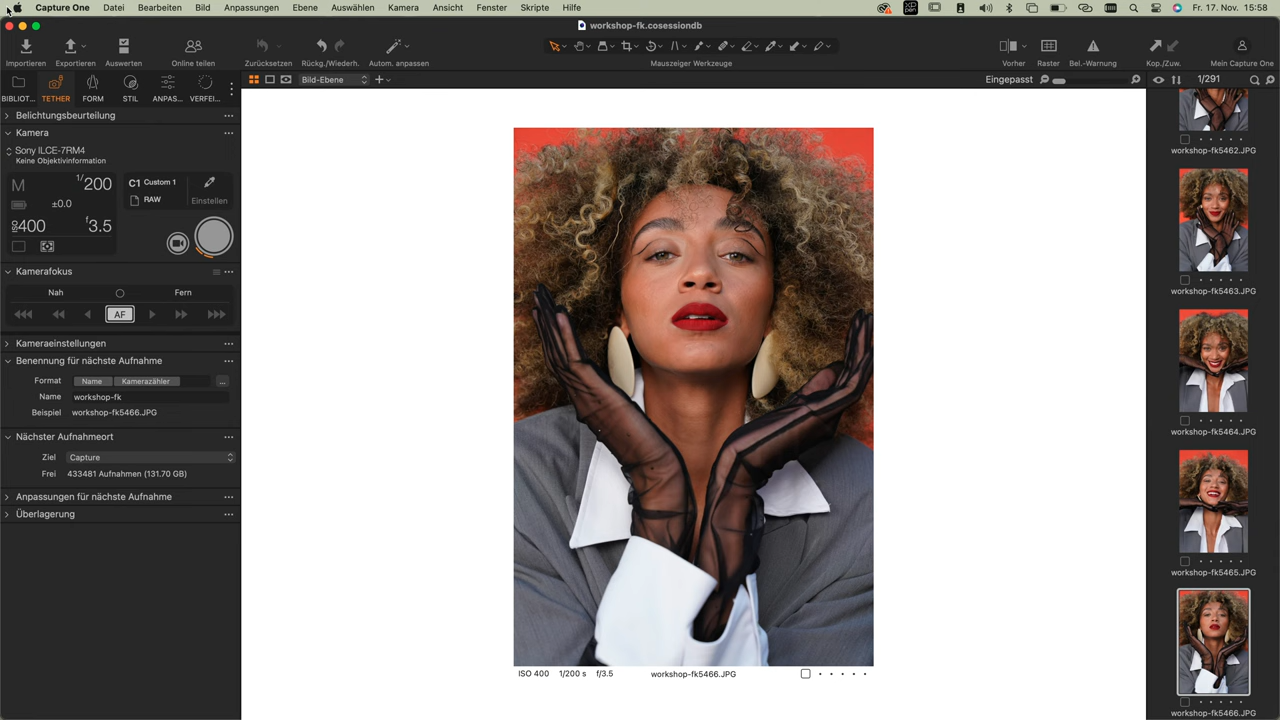 Capture One Datei Bearbeiten Bild Anpassungen Ebene Auswählen Kamera Ansicht Fenster Skripte Hilfe
XP PEN
Fr. 17. Nov. 15:58
workshop-fk.cosessiondb
Importieren Exportieren Auswerten Online teilen Zurücksetzen Rückg./Wiederh. Autom. anpassen Mauszeiger Werkzeuge Vorher Raster Bel.-Warnung Kop./Zuw. Mein Capture One
BIBLIOT... TETHER FORM STIL ANPAS... VERFEI...
Bild-Ebene
Eingepasst
1/291
Belichtungsbeurteilung
Kamera
Sony ILCE-7RM4
Keine Objektivinformation
M 1/200
±0.0
ISO 400 f 3.5
C1 Custom 1
RAW
Einstellen
Kamerafokus
Nah Fern
AF
Kameraeinstellungen
Benennung für nächste Aufnahme
Format Name Kamerazähler ...
Name workshop-fk
Beispiel workshop-fk5466.JPG
Nächster Aufnahmeort
Ziel Capture
Frei 433481 Aufnahmen (131.70 GB)
Anpassungen für nächste Aufnahme
Überlagerung
ISO 400 1/200 s f/3.5 workshop-fk5466.JPG
workshop-fk5462.JPG
workshop-fk5463.JPG
workshop-fk5464.JPG
workshop-fk5465.JPG
workshop-fk5466.JPG